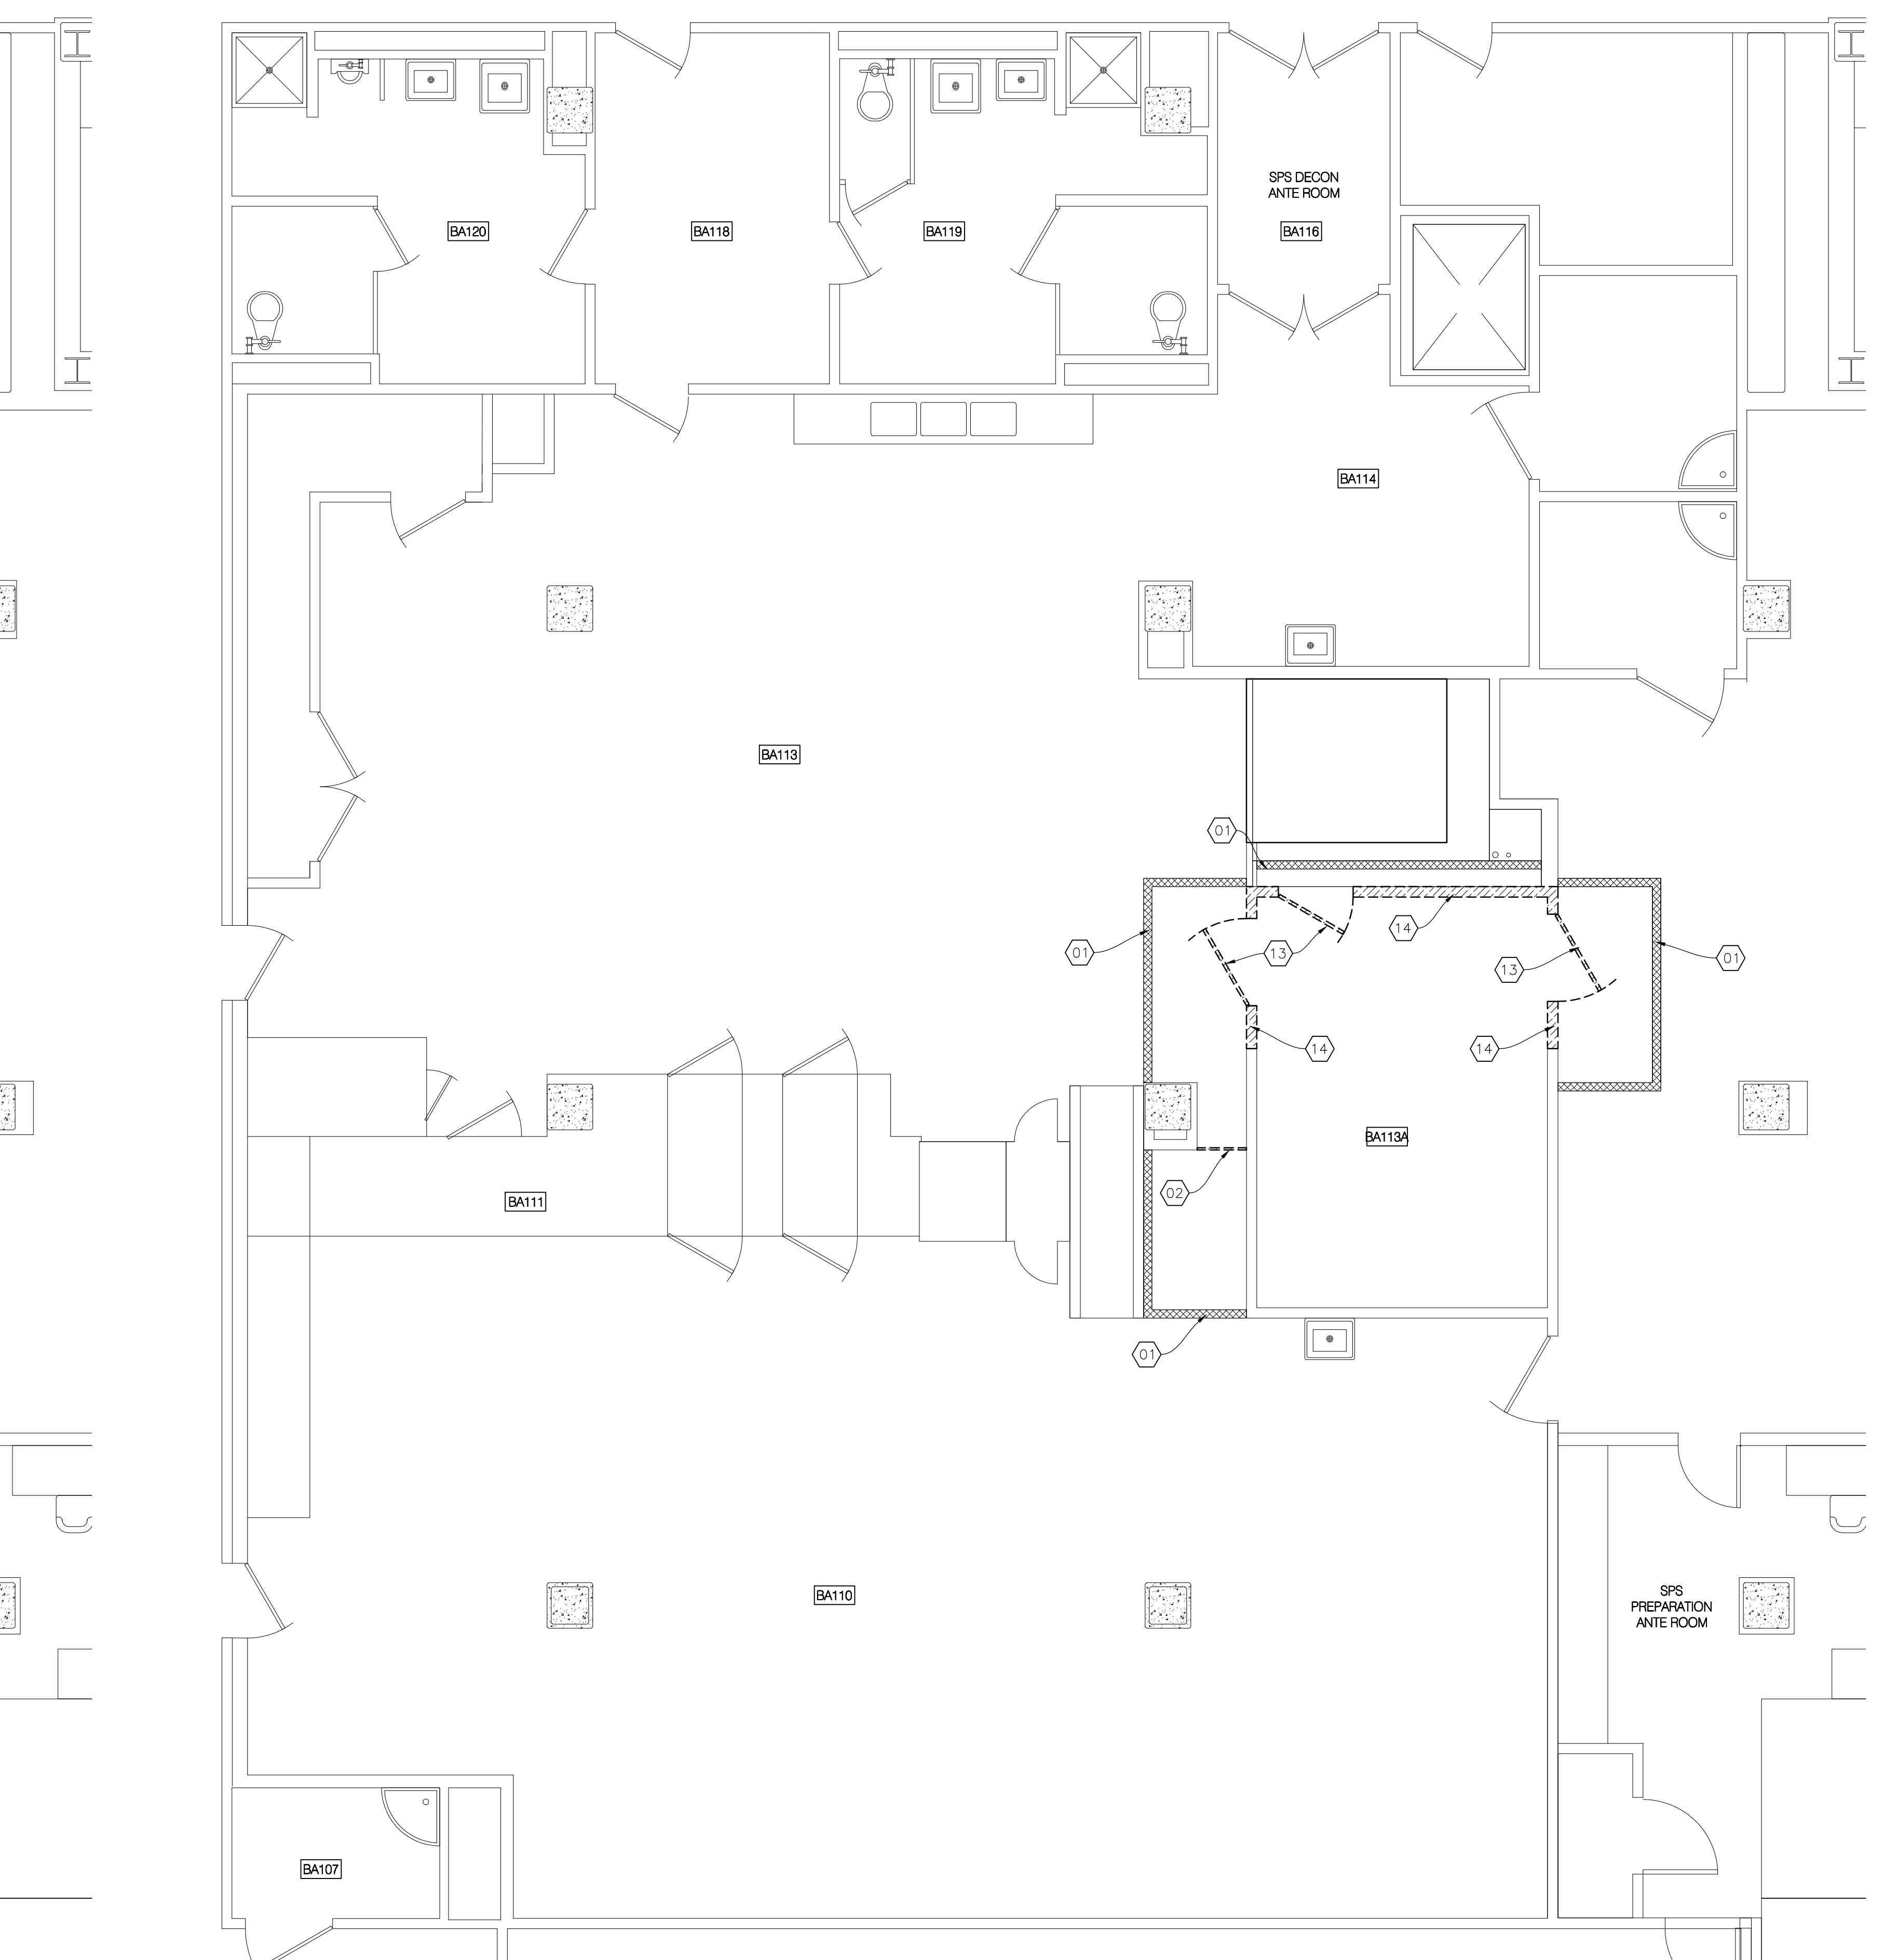 SPS DECON
ANTE ROOM
BA120
BA118
BA119
BA116
BA114
BA113
01
01
13
14
13
01
14
14
BA113A
02
BA111
01
BA110
SPS
PREPARATION
ANTE ROOM
BA107